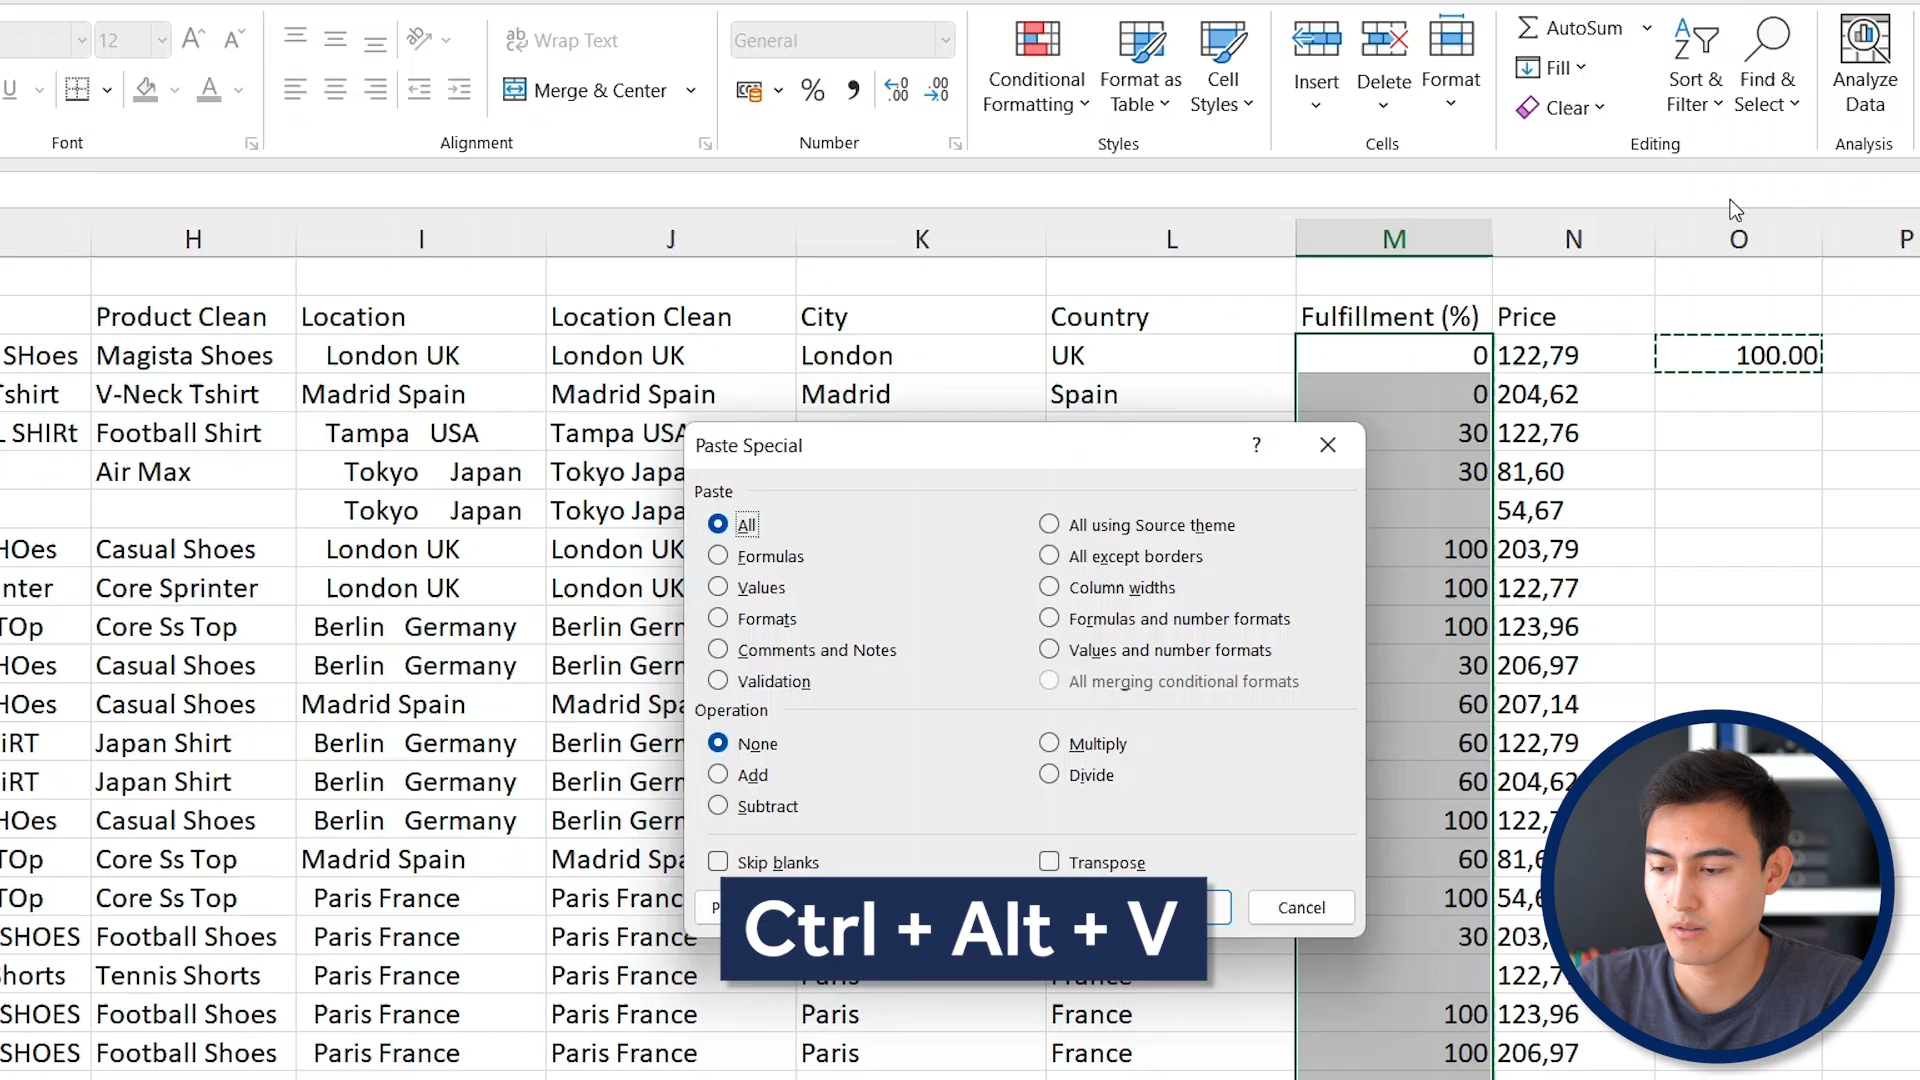 12
Wrap Text
General
AutoSum
Fill
Clear
Merge & Center
Conditional
Formatting
Format as
Table
Cell
Styles
Insert
Delete
Format
Sort &
Filter
Find &
Select
Analyze
Data
Font
Alignment
Number
Styles
Cells
Editing
Analysis
H I J K L M N O P
Product Clean Location Location Clean City Country Fulfillment (%) Price
SHoes Magista Shoes London UK London UK London UK 0 122,79 100.00
shirt V-Neck Tshirt Madrid Spain Madrid Spain Madrid Spain 0 204,62
SHIRt Football Shirt Tampa USA Tampa USA 30 122,76
Air Max Tokyo Japan Tokyo Japa 30 81,60
Tokyo Japan Tokyo Japa 54,67
HOes Casual Shoes London UK London UK 100 203,79
nter Core Sprinter London UK London UK 100 122,77
TOp Core Ss Top Berlin Germany Berlin Gern 100 123,96
HOes Casual Shoes Berlin Germany Berlin Gern 30 206,97
HOes Casual Shoes Madrid Spain Madrid Spa 60 207,14
iRT Japan Shirt Berlin Germany Berlin Gern 60 122,79
iRT Japan Shirt Berlin Germany Berlin Gern 60 204,62
HOes Casual Shoes Berlin Germany Berlin Gern 100 122,
TOp Core Ss Top Madrid Spain Madrid Spa 60 81,6
TOp Core Ss Top Paris France Paris France 100 54,6
SHOES Football Shoes Paris France Paris France 30 203,
horts Tennis Shorts Paris France Paris France 122,7
SHOES Football Shoes Paris France Paris France Paris France 100 123,96
SHOES Football Shoes Paris France Paris France Paris France 100 206,97
Paste Special ?
Paste
All All using Source theme
Formulas All except borders
Values Column widths
Formats Formulas and number formats
Comments and Notes Values and number formats
Validation All merging conditional formats
Operation
None Multiply
Add Divide
Subtract
Skip blanks Transpose
Cancel
Ctrl + Alt + V